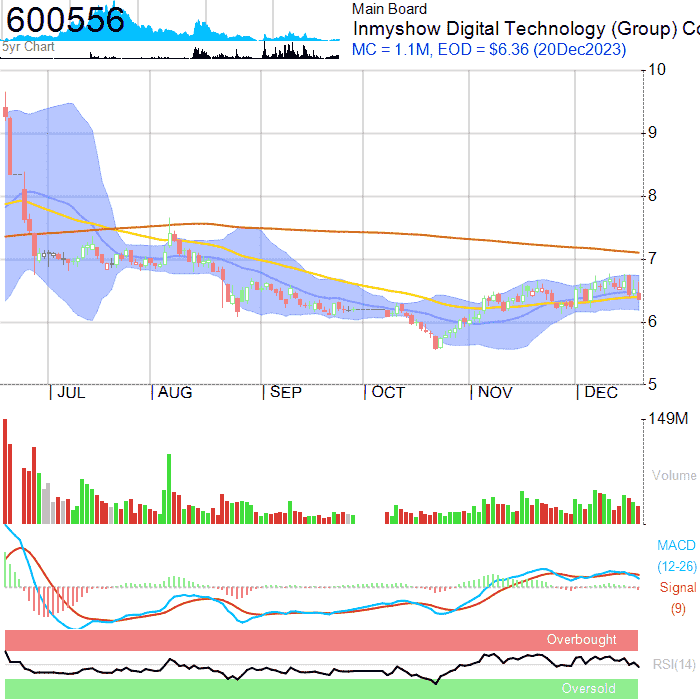 600556
5yr Chart
Main Board
Inmyshow Digital Technology (Group) Co
MC = 1.1M, EOD = $6.36 (20Dec2023)
10
9
8
7
6
5
JUL AUG SEP OCT NOV DEC
149M
Volume
MACD
(12-26)
Signal
(9)
Overbought
RSI(14)
Oversold